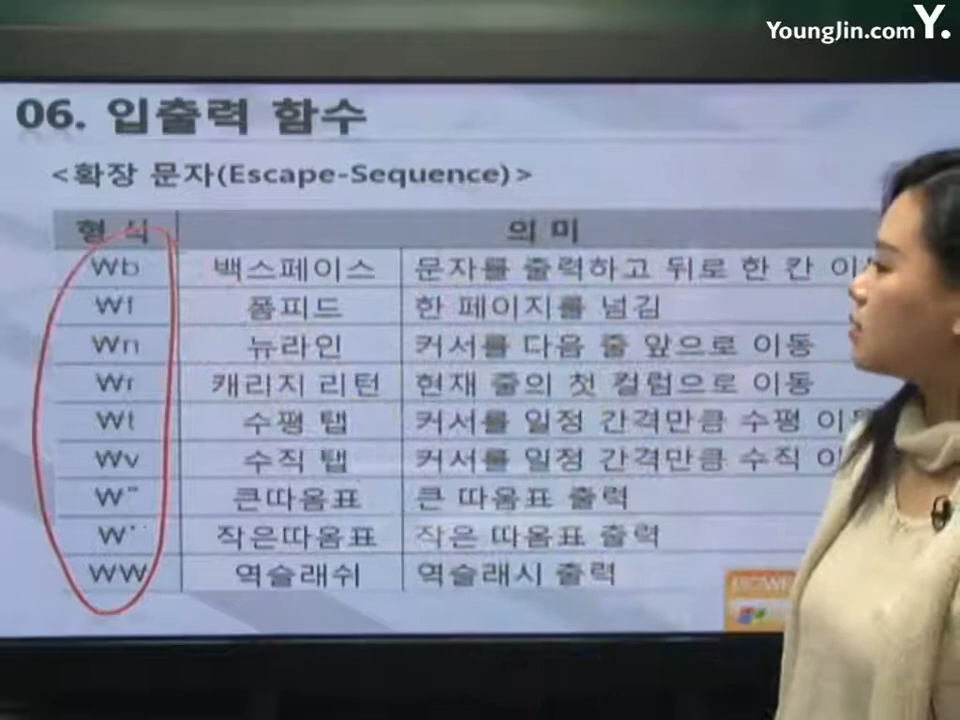 YoungJin.com Y.
06. 입출력 함수
<확장 문자(Escape-Sequence)>
형 식 의 미
₩b 백스페이스 문자를 출력하고 뒤로 한 칸
₩f 폼피드 한 페이지를 넘김
₩n 뉴라인 커서를 다음 줄 앞으로 이동
₩r 캐리지 리턴 현재 줄의 첫 컬럼으로 이동
₩t 수평 탭 커서를 일정 간격만큼 수평
₩v 수직 탭 커서를 일정 간격만큼 수직
₩" 큰따옴표 큰 따옴표 출력
₩' 작은따옴표 작은 따옴표 출력
₩₩ 역슬래쉬 역슬래시 출력